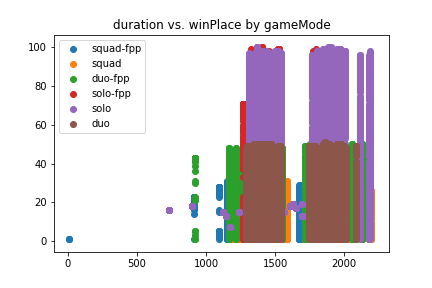 duration vs. winPlace by gameMode
100
80
60
40
20
0
squad-fpp
squad
duo-fpp
solo-fpp
solo
duo
0 500 1000 1500 2000